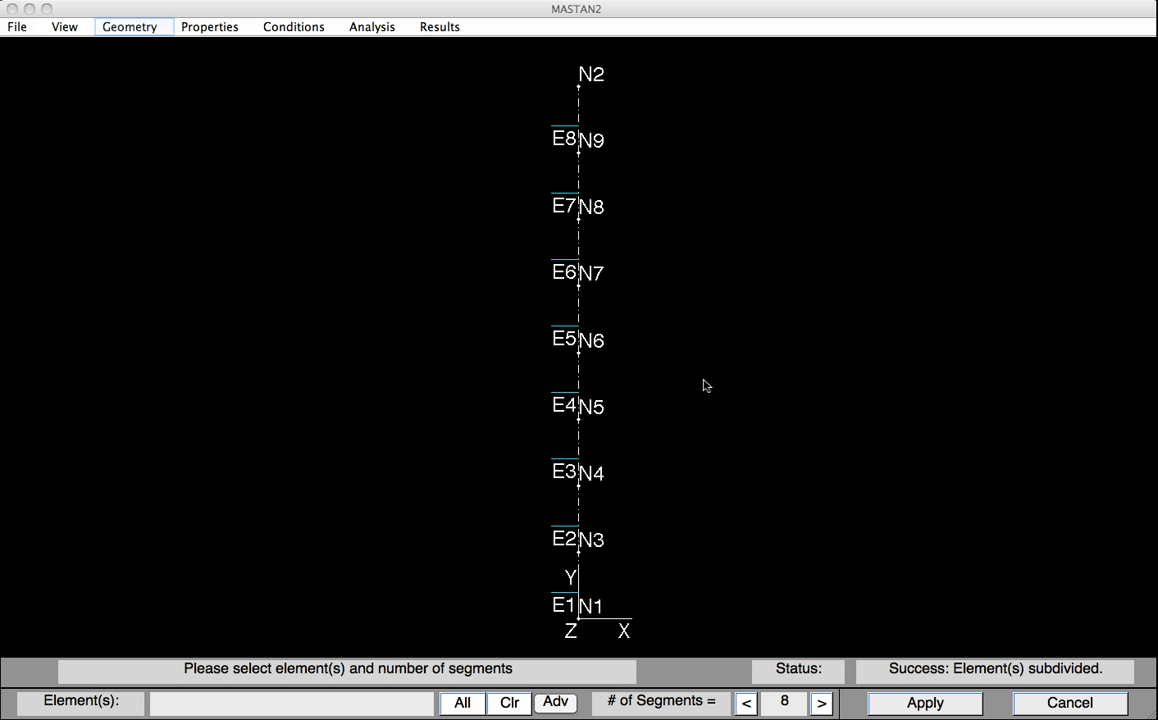 MASTAN2
File View Geometry Properties Conditions Analysis Results
N2
E8 N9
E7 N8
E6 N7
E5 N6
E4 N5
E3 N4
E2 N3
Y
E1 N1
Z X
Please select element(s) and number of segments Status: Success: Element(s) subdivided.
Element(s): All Clr Adv # of Segments = < 8 > Apply Cancel